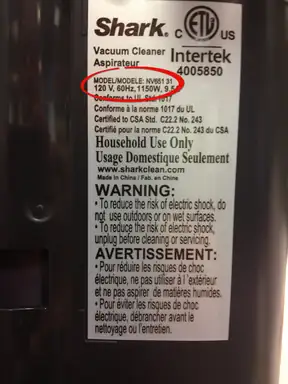 Shark.
C
ETL
US
Vacuum Cleaner
Aspirateur
Intertek
4005850
MODEL/MODELE: NV651 31
120 V, 60Hz, 1150W, 9.5
Conforms to UL Std. 1017
Conforme à la norme 1017 du UL
Certified to CSA Std. C22.2 No. 243
Certifié pour la norme C22.2 no. 243 du CSA
Household Use Only
Usage Domestique Seulement
www.sharkclean.com
Made in China / Fab. en Chine
WARNING:
• To reduce the risk of electric shock, do
not use outdoors or on wet surfaces.
• To reduce the risk of electric shock,
unplug before cleaning or servicing.
AVERTISSEMENT:
• Pour réduire les risques de choc
électrique, ne pas utiliser à l'extérieur
et ne pas aspirer de matières humides.
• Pour éviter les risques de choc
électrique, débrancher avant le
nettoyage ou l'entretien.